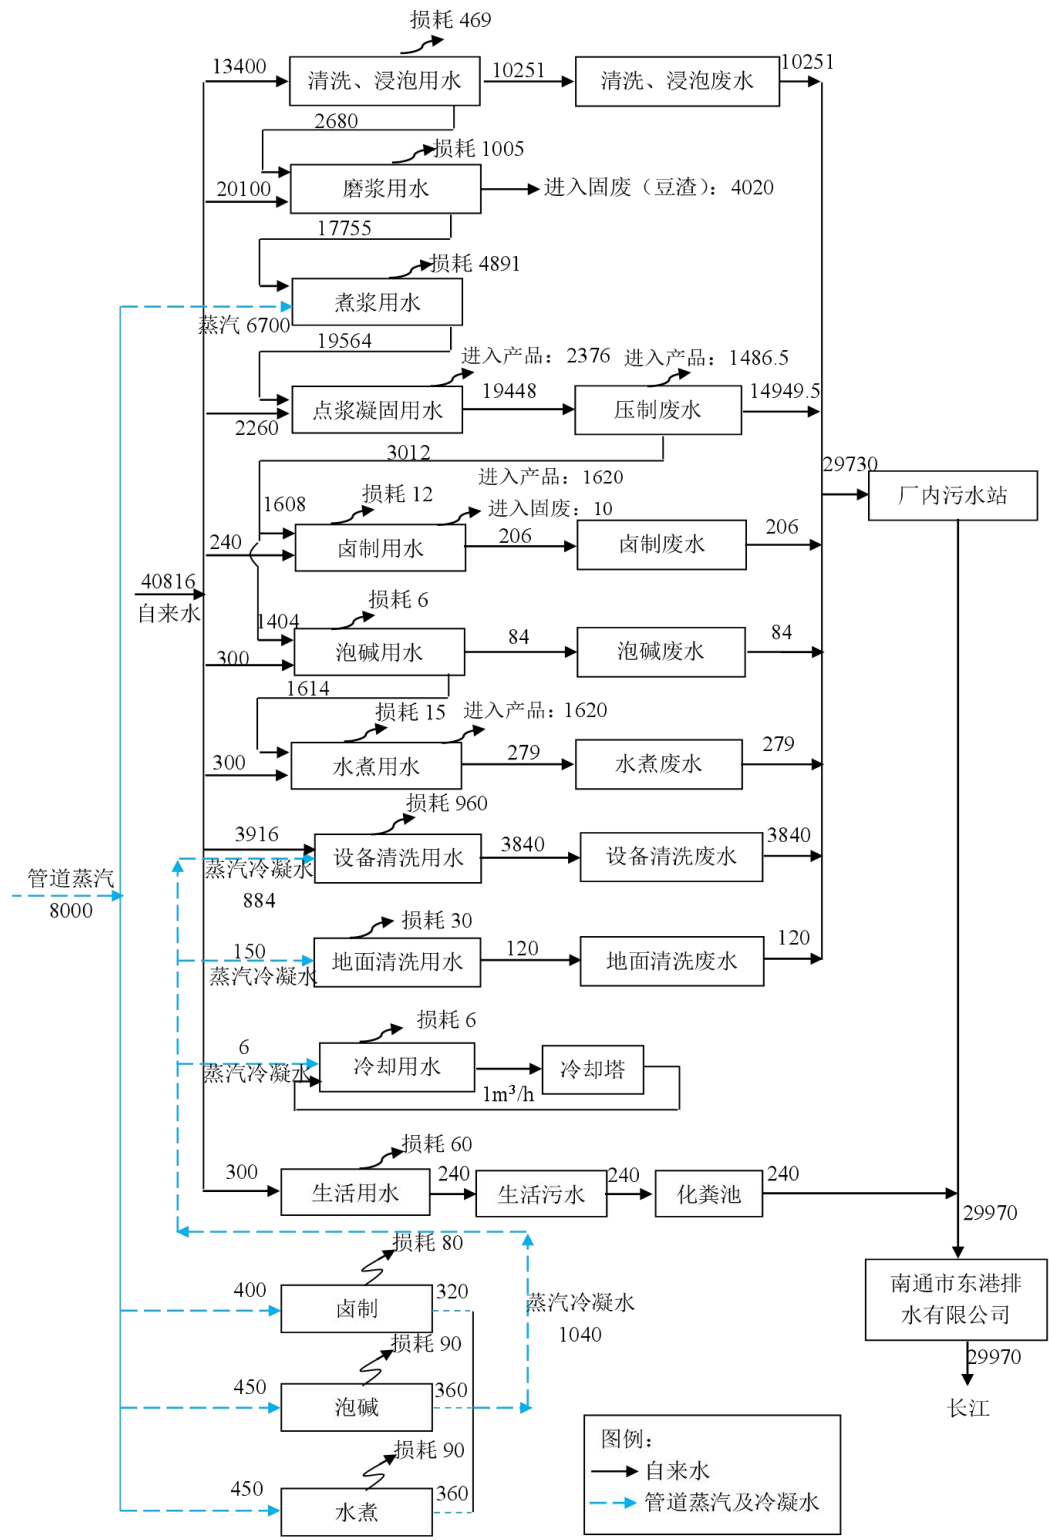 损耗 469
13400
清洗、浸泡用水
10251
清洗、浸泡废水
10251
2680
损耗 1005
20100
磨浆用水
进入固废（豆渣）：4020
17755
损耗 4891
煮浆用水
蒸汽 6700
19564
进入产品：2376
进入产品：1486.5
点浆凝固用水
19448
压制废水
14949.5
2260
3012
29730
厂内污水站
进入产品：1620
损耗 12
1608
进入固废：10
240
卤制用水
206
卤制废水
206
40816
自来水
损耗 6
1404
300
泡碱用水
84
泡碱废水
84
1614
损耗 15
进入产品：1620
300
水煮用水
279
水煮废水
279
损耗 960
3916
设备清洗用水
3840
设备清洗废水
3840
蒸汽冷凝水
884
管道蒸汽
8000
损耗 30
150
地面清洗用水
120
地面清洗废水
120
蒸汽冷凝水
损耗 6
6
冷却用水
冷却塔
蒸汽冷凝水
1m³/h
损耗 60
300
生活用水
240
生活污水
240
化粪池
240
29970
损耗 80
400
卤制
320
蒸汽冷凝水
1040
南通市东港排
水有限公司
损耗 90
450
泡碱
360
29970
长江
损耗 90
450
水煮
360
图例：
自来水
管道蒸汽及冷凝水